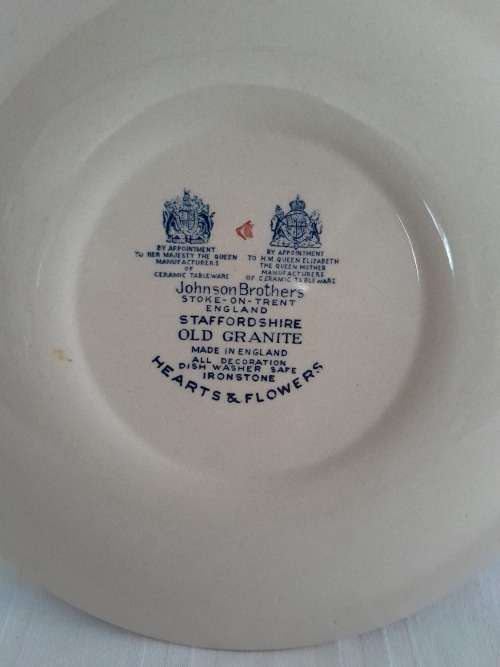 BY APPOINTMENT
TO HER MAJESTY THE QUEEN
MANUFACTURERS
OF
CERAMIC TABLEWARE
BY APPOINTMENT
TO H.M QUEEN ELIZABETH
THE QUEEN MOTHER
MANUFACTURERS
OF CERAMIC TABLEWARE
Johnson Brothers
STOKE-ON-TRENT
ENGLAND
STAFFORDSHIRE
OLD GRANITE
MADE IN ENGLAND
ALL DECORATION
DISH WASHER SAFE
IRONSTONE
HEARTS & FLOWERS